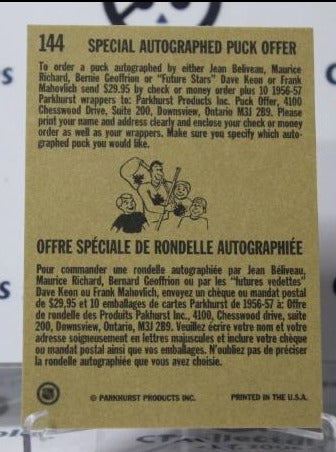 144 SPECIAL AUTOGRAPHED PUCK OFFER
To order a puck autographed by either Jean Beliveau, Maurice
Richard, Bernie Geoffrion or "Future Stars" Dave Keon or Frank
Mahovlich send $29.95 by check or money order plus 10 1956-57
Parkhurst wrappers to: Parkhurst Products Inc. Puck Offer, 4100
Chesswood Drive, Suite 200, Downsview, Ontario M3J 2B9. Please
print your name and address clearly and enclose your check or money
order as well as your wrappers. Make sure you specify which auto-
graphed puck you would like.
OFFRE SPÉCIALE DE RONDELLE AUTOGRAPHIÉE
Pour commander une rondelle autographiée par Jean Béliveau,
Maurice Richard, Bernard Geoffrion ou par les "futures vedettes"
Dave Keon ou Frank Mahovlich, envoyez un chèque ou mandat postal
de $29,95 et 10 emballages de cartes Parkhurst de 1956-57 à: Offre
de rondelle des Produits Pakhurst Inc., 4100, Chesswood drive, suite
200, Downsview, Ontario, M3J 2B9. Veuillez écrire votre nom et votre
adresse soigneusement en lettres majuscules et inclure votre chèque
ou mandat postal ainsi que vos emballages. N'oubliez pas de préciser
la rondelle autographiée que vous avez choisie.
© PARKHURST PRODUCTS INC. PRINTED IN THE U.S.A.